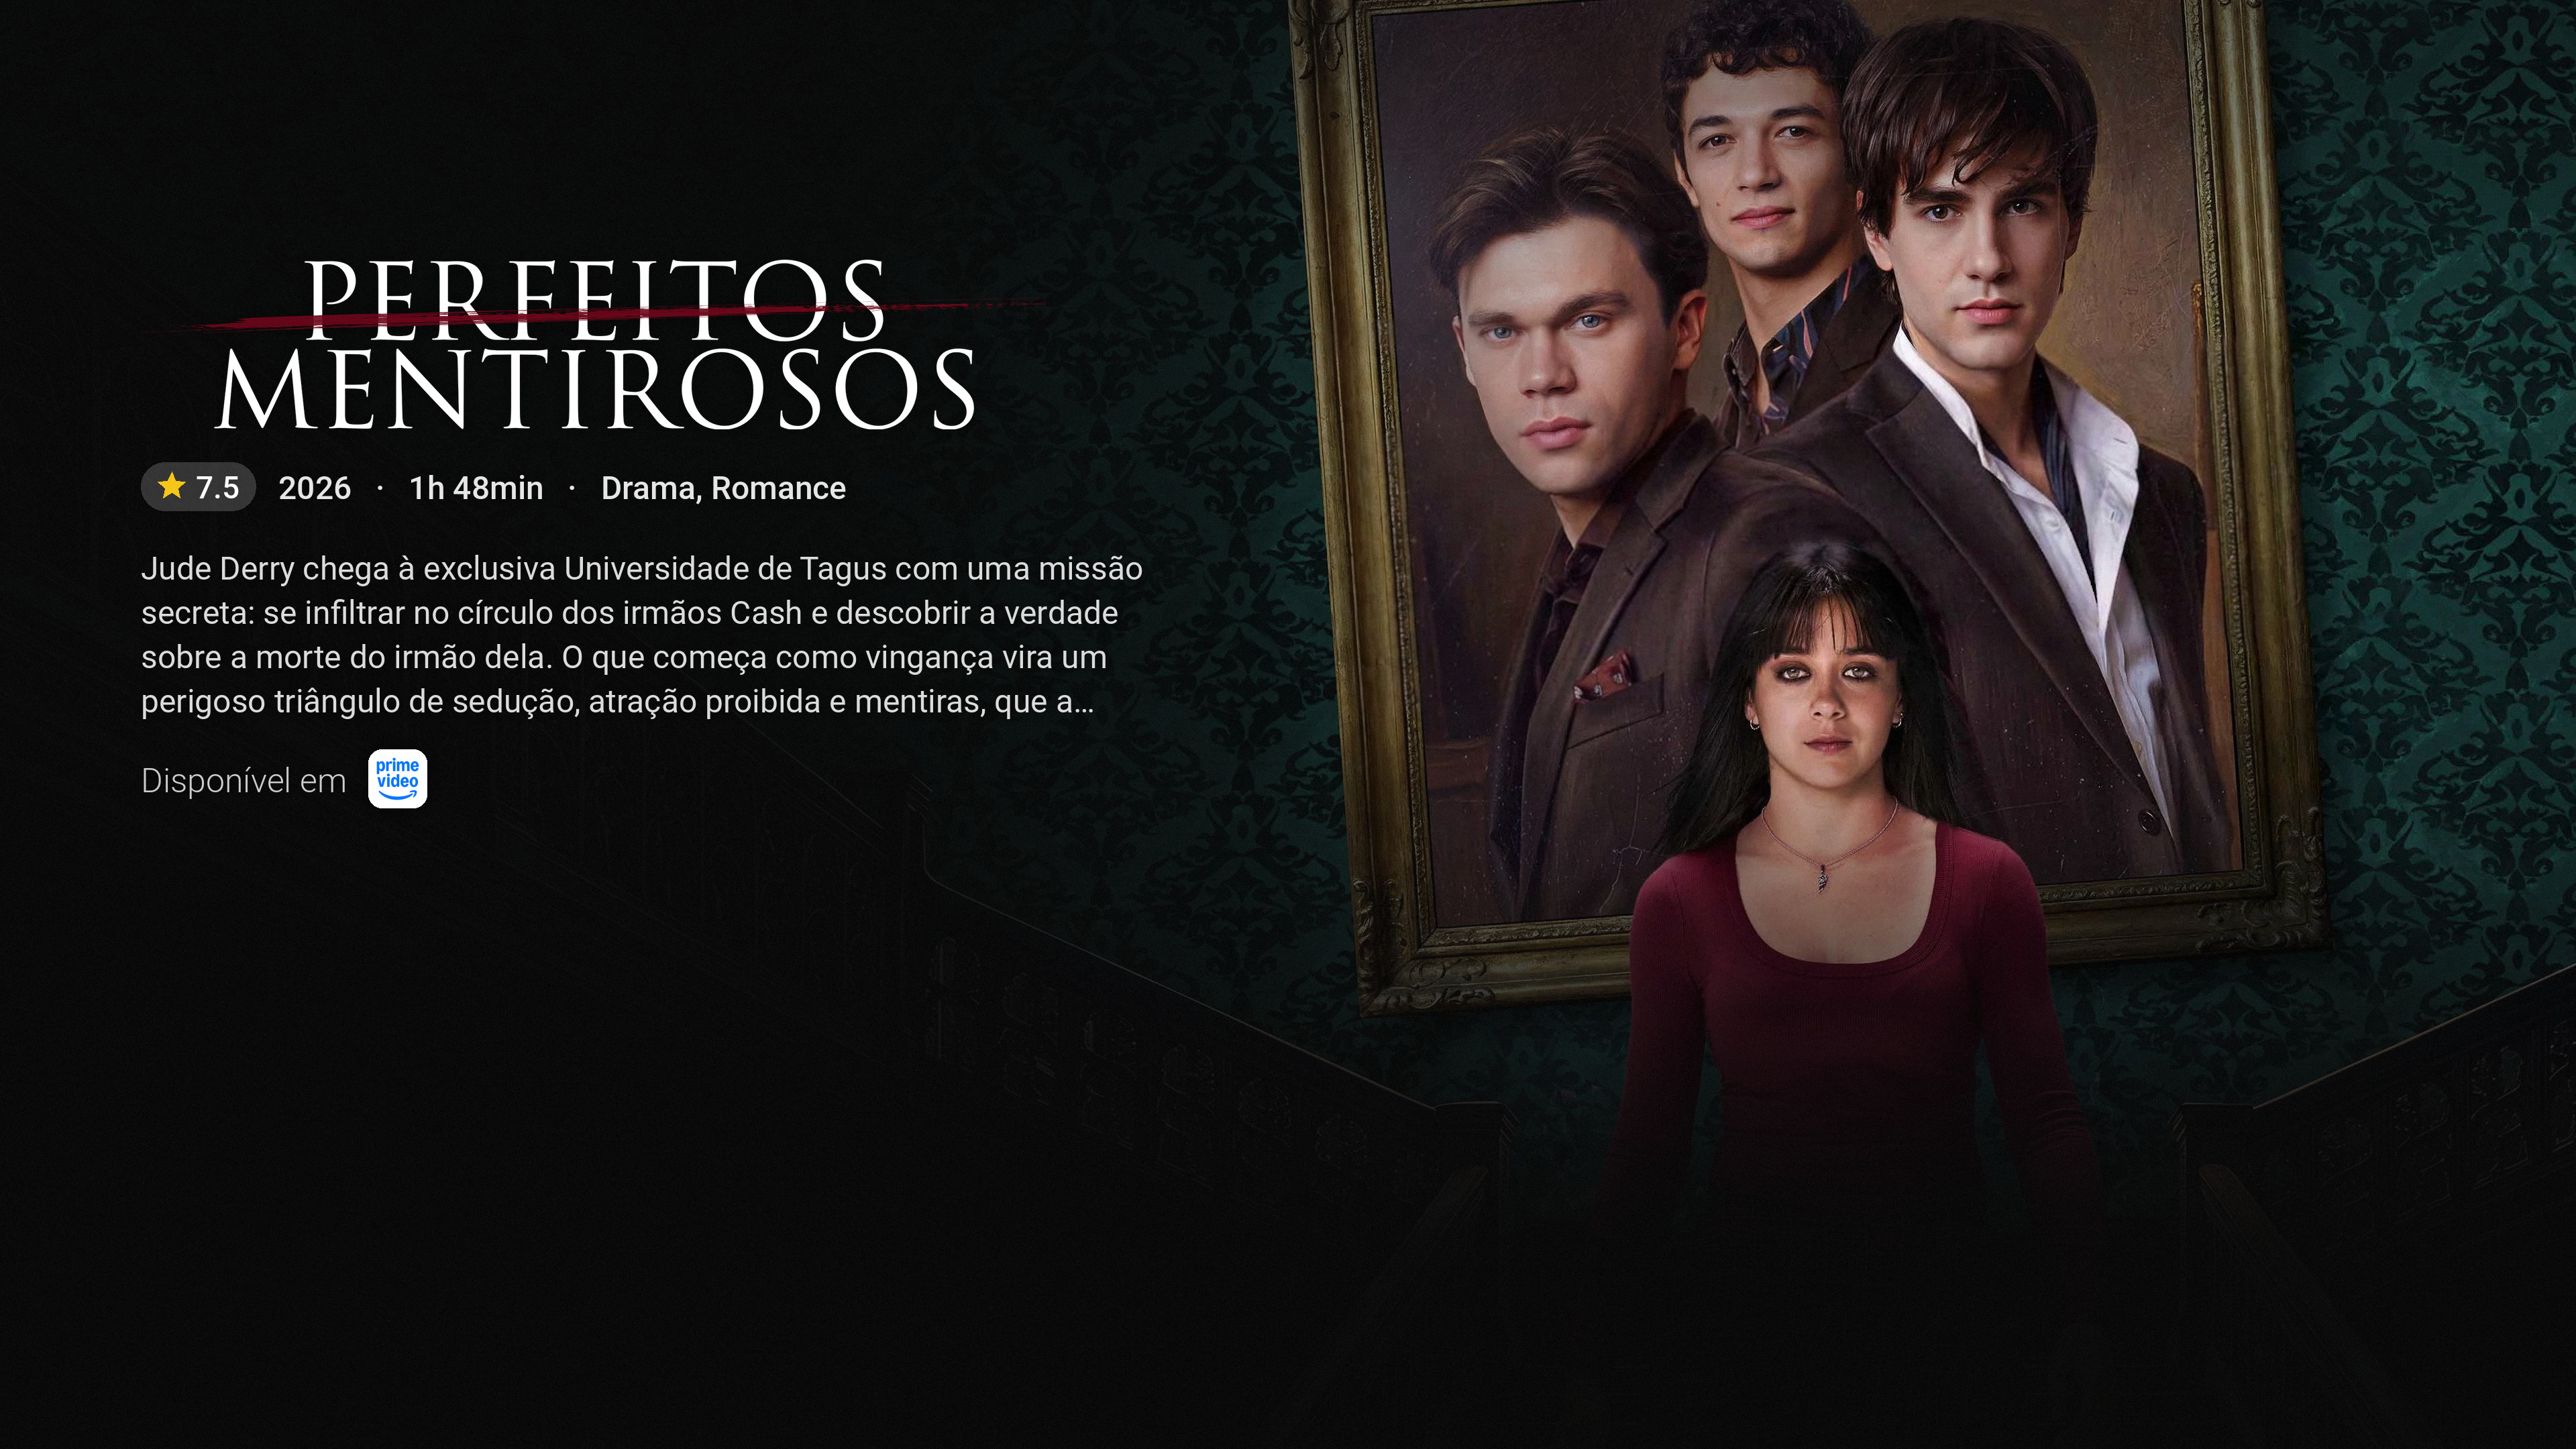 PERFEITOS
MENTIROSOS
7.5 2026 · 1h 48min · Drama, Romance
Jude Derry chega à exclusiva Universidade de Tagus com uma missão
secreta: se infiltrar no círculo dos irmãos Cash e descobrir a verdade
sobre a morte do irmão dela. O que começa como vingança vira um
perigoso triângulo de sedução, atração proibida e mentiras, que a…
Disponível em prime
video